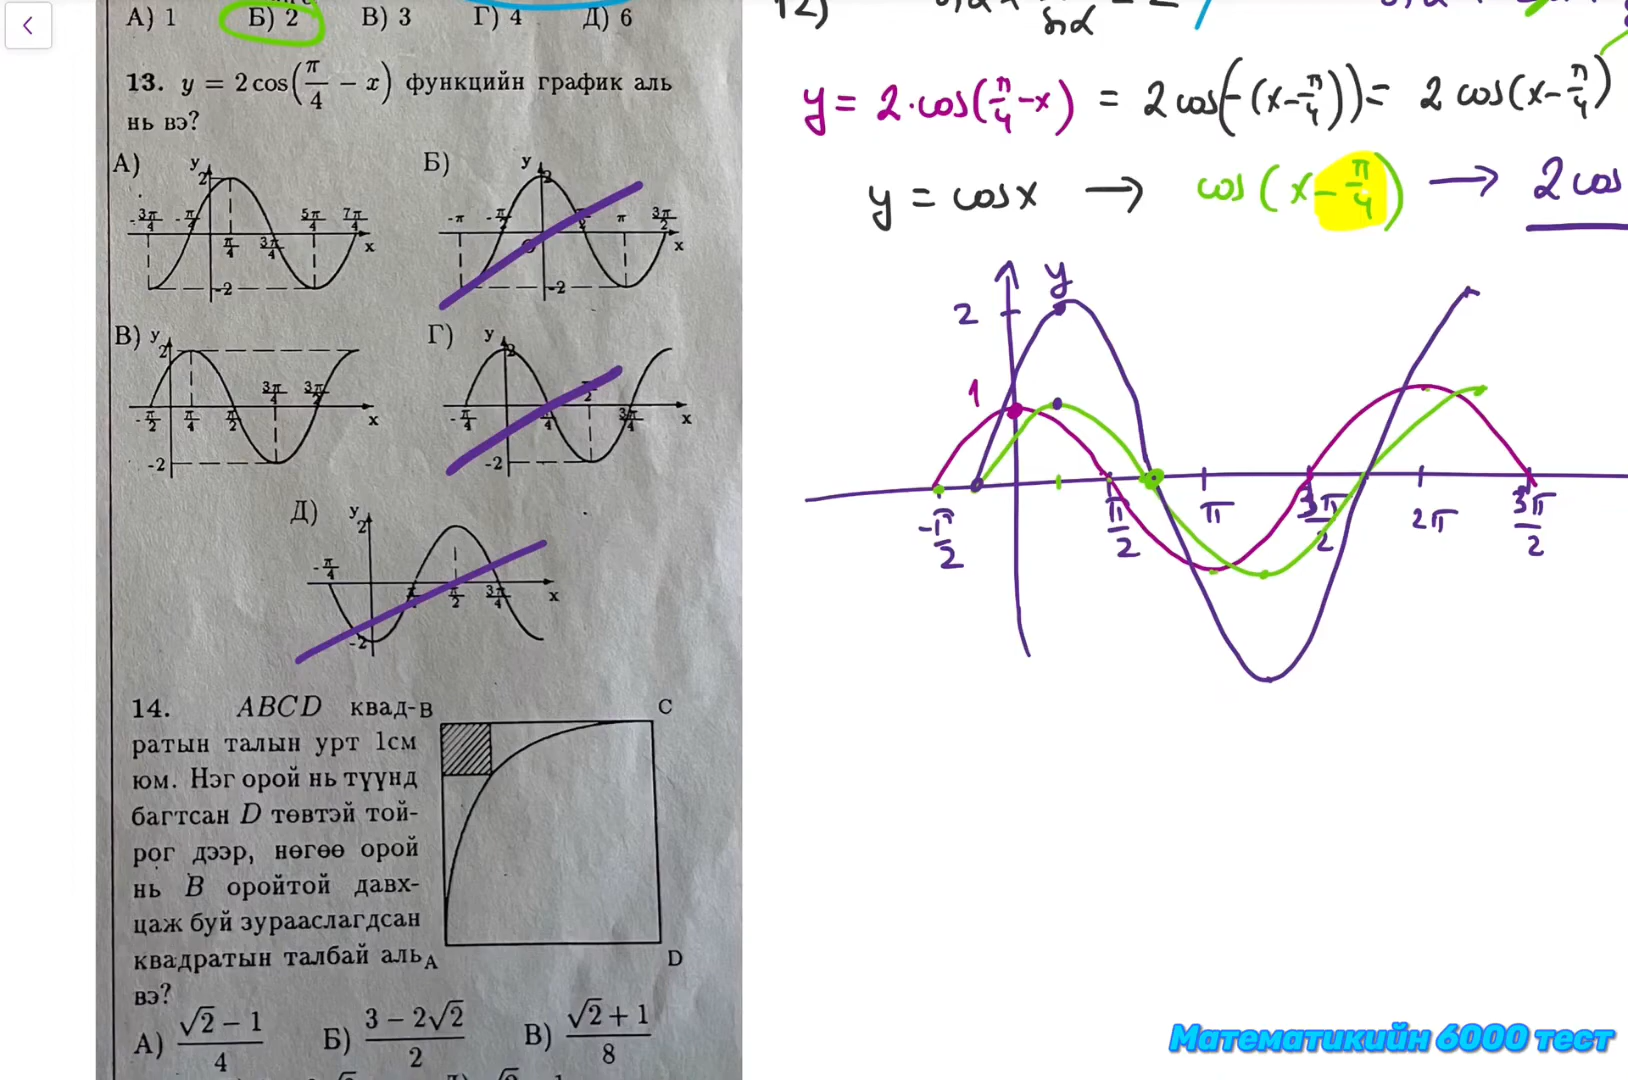 А) 1 Б) 2 В) 3 Г) 4 Д) 6
13. y = 2 cos(π/4 − x) функцийн график аль
нь вэ?
А) y 2 -3π/4 -π/4 π/4 3π/4 5π/4 7π/4 x -2
Б) y 2 -π -π/2 π 3π/2 x -2
В) y 2 -π/2 π/4 π/2 3π/4 3π/2 x -2
Г) y 2 -π/4 3π/4 x -2
Д) y 2 -π/4 π/2 3π/4 x -2
14. ABCD квад-
ратын талын урт 1см
юм. Нэг орой нь түүнд
багтсан D төвтэй той-
рог дээр, нөгөө орой
нь B оройтой давх-
цаж буй зурааслагдсан
квадратын талбай аль
вэ?
B C
A D
А) (√2 − 1)/4 Б) (3 − 2√2)/2 В) (√2 + 1)/8
12)
y = 2·cos(π/4−x) = 2cos(−(x−π/4)) = 2cos(x−π/4)
y = cosx → cos(x−π/4) → 2cos
y
2
1
-π/2 π/2 π 3π/2 2π 3π/2
Математикийн 6000 тест